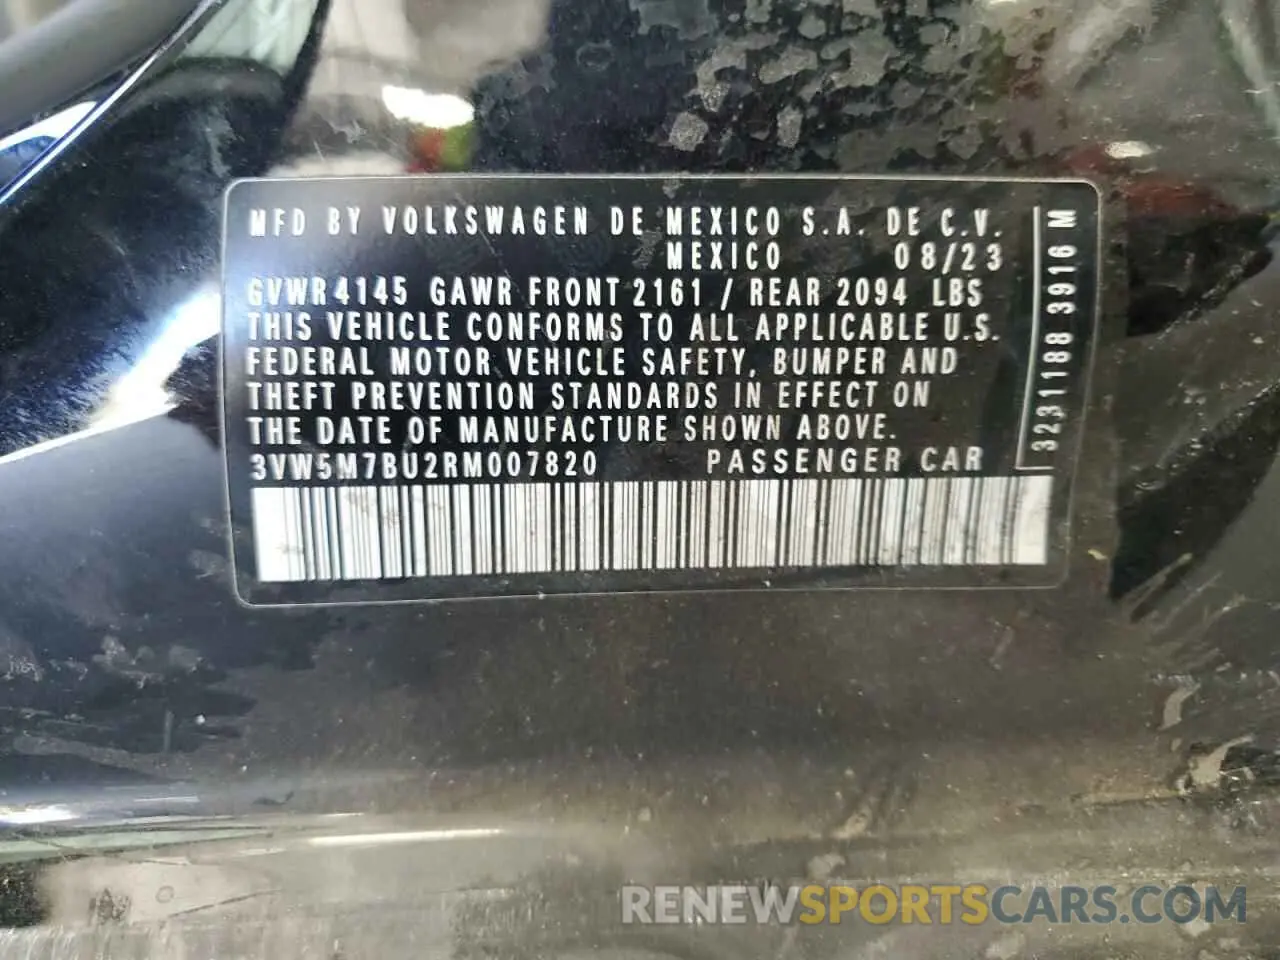 MFD BY VOLKSWAGEN DE MEXICO S.A. DE C.V.
MEXICO 08/23
GVWR 4145 GAWR FRONT 2161 / REAR 2094 LBS
THIS VEHICLE CONFORMS TO ALL APPLICABLE U.S.
FEDERAL MOTOR VEHICLE SAFETY, BUMPER AND
THEFT PREVENTION STANDARDS IN EFFECT ON
THE DATE OF MANUFACTURE SHOWN ABOVE.
3VW5M7BU2RM007820 PASSENGER CAR
3231188 3916 M
RENEWSPORTSCARS.COM